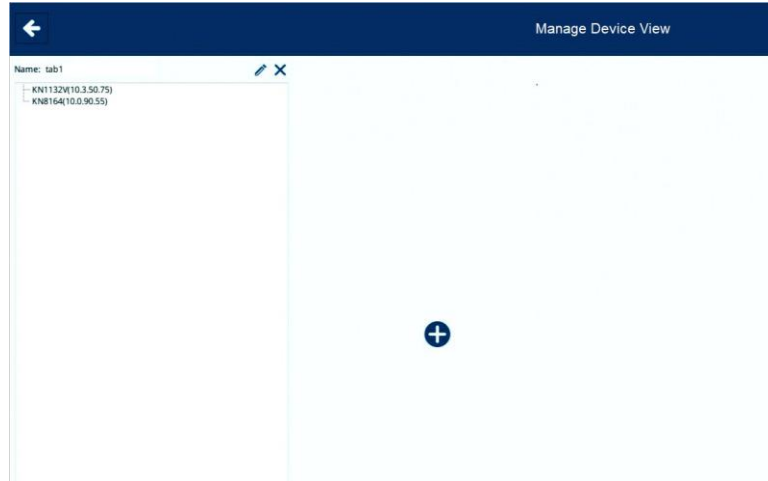 Manage Device View
Name: tab1
KN1132V(10.3.50.75)
KN8164(10.0.90.55)